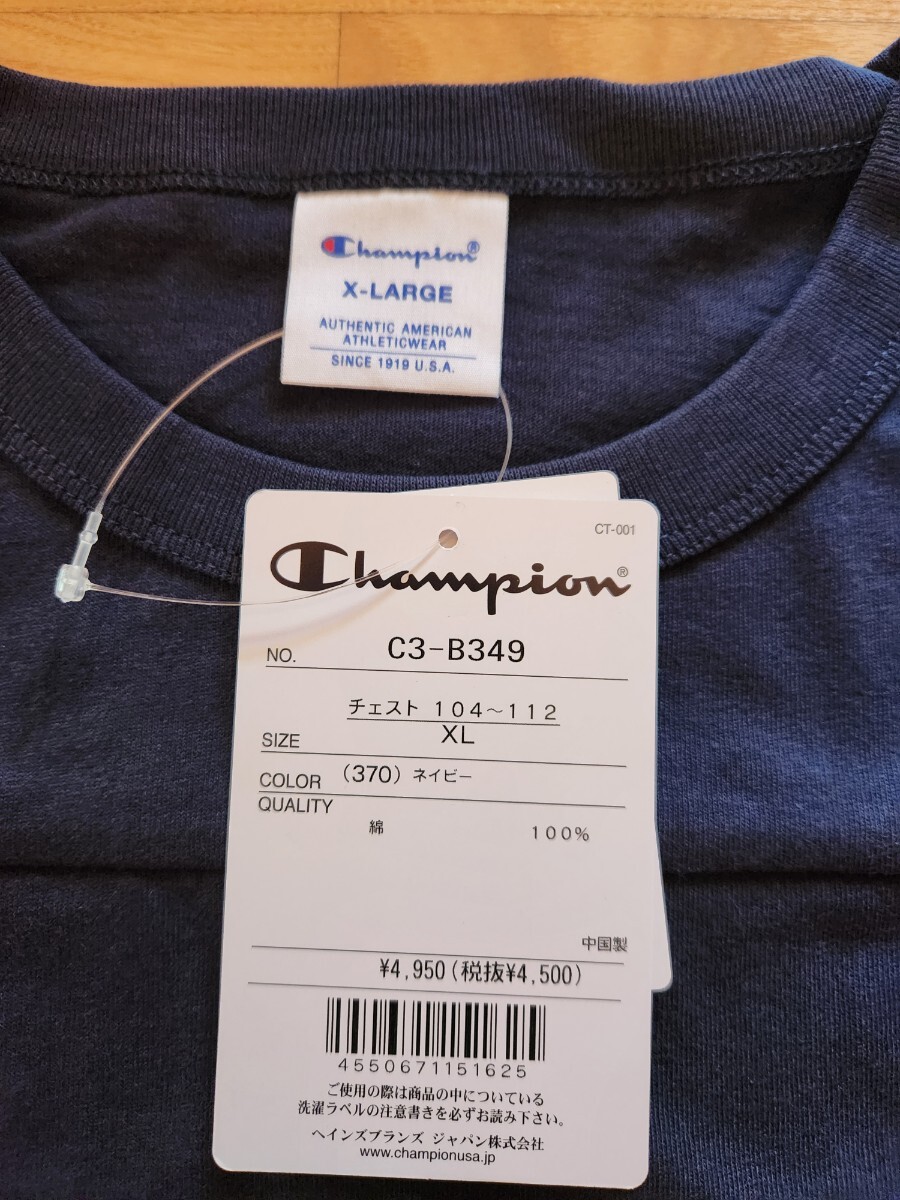 Champion®
X-LARGE
AUTHENTIC AMERICAN
ATHLETICWEAR
SINCE 1919 U.S.A.
CT-001
Champion®
NO. C3-B349
チェスト 104～112
SIZE XL
COLOR (370) ネイビー
QUALITY
綿 100%
中国製
¥4,950(税抜¥4,500)
4550671151625
ご使用の際は商品の中についている
洗濯ラベルの注意書きを必ずお読み下さい。
ヘインズブランズ ジャパン株式会社
www.championusa.jp